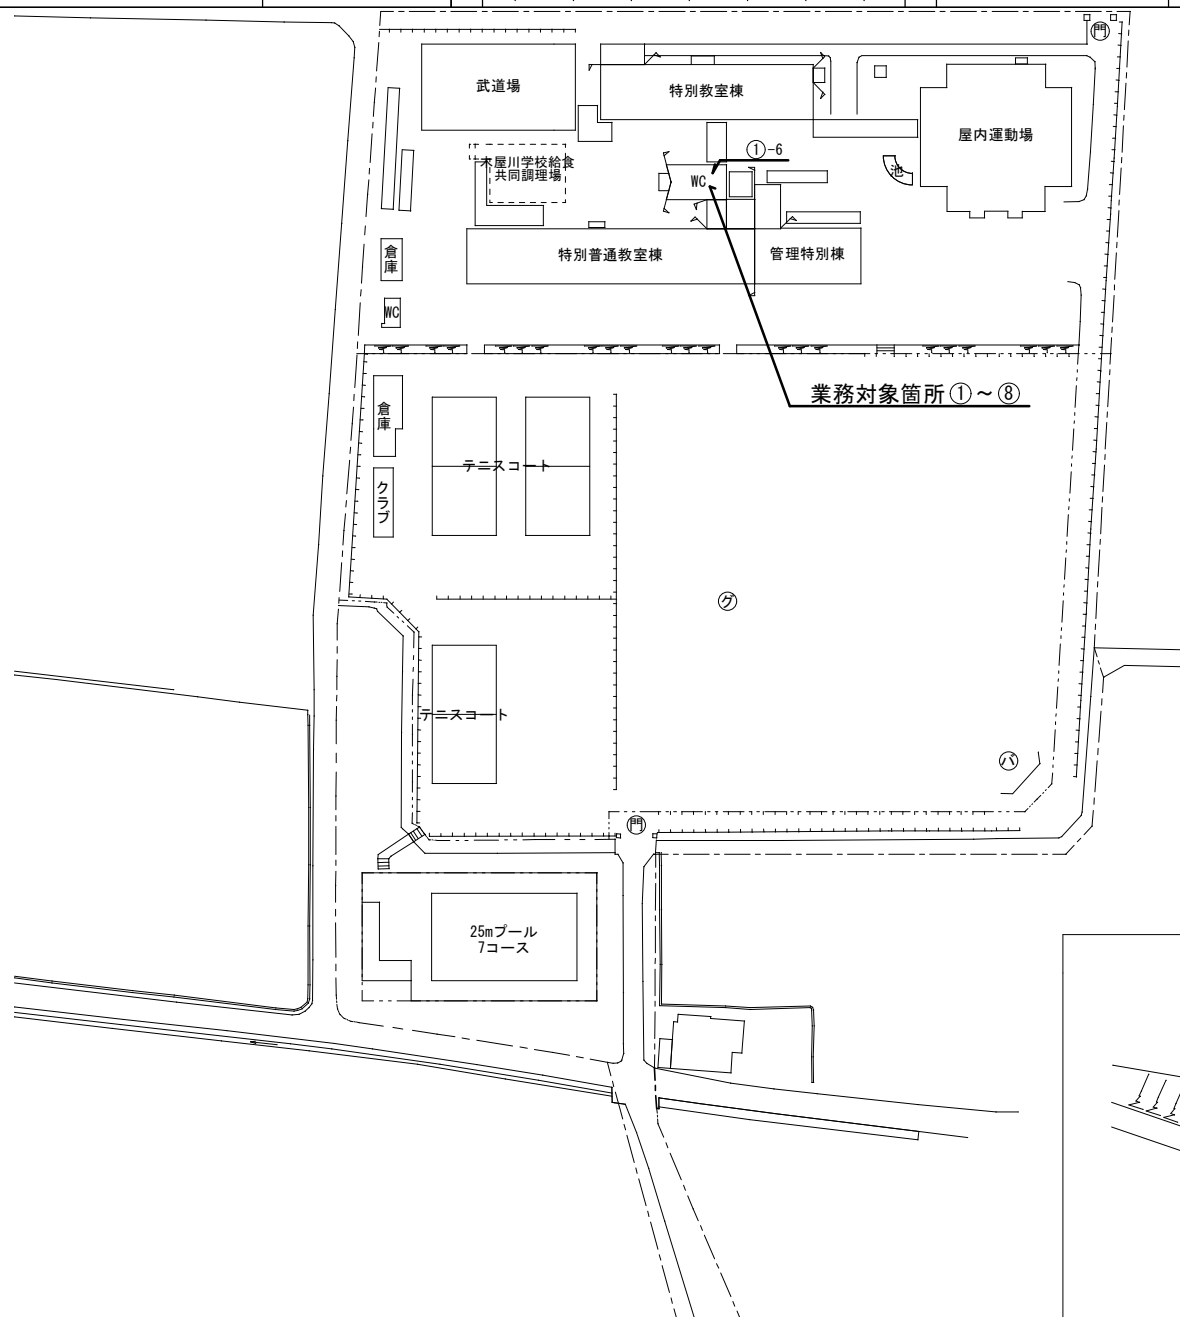 門
武道場
特別教室棟
屋内運動場
①-6
木屋川学校給食
共同調理場
池
WC
倉庫
特別普通教室棟
管理特別棟
WC
業務対象箇所①～⑧
倉庫
テニスコート
クラブ
グ
テニスコート
バ
門
25mプール
7コース